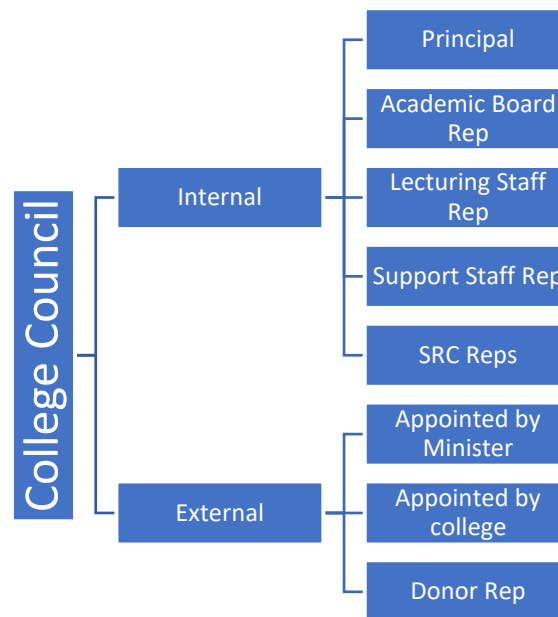 College Council
Internal
Principal
Academic Board
Rep
Lecturing Staff
Rep
Support Staff Rep
SRC Reps
External
Appointed by
Minister
Appointed by
college
Donor Rep